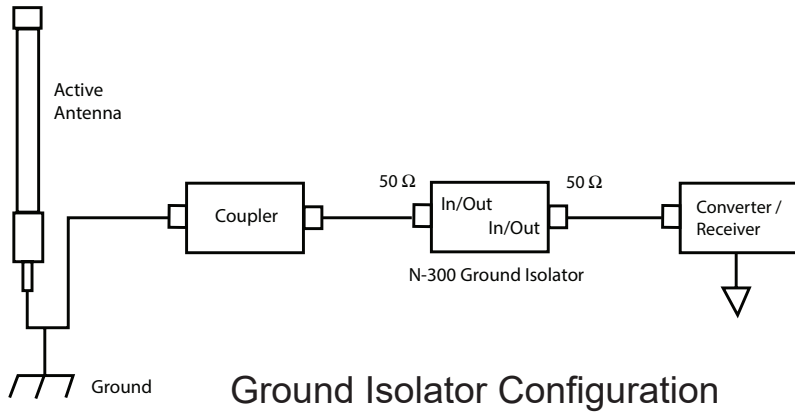 Active
Antenna
Coupler
50 Ω
In/Out
In/Out
50 Ω
N-300 Ground Isolator
Converter /
Receiver
Ground
Ground Isolator Configuration